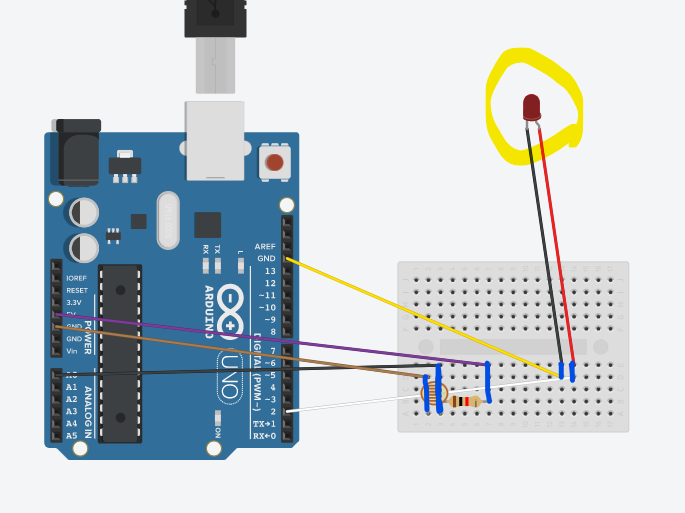 AREF
GND
13
12
~11
~10
~9
8
7
~6
~5
4
~3
2
TX→1
RX←0
RX
TX
L
ARDUINO
UNO
DIGITAL (PWM ~)
ON
IOREF
RESET
3.3V
5V
GND
GND
Vin
POWER
A0
A1
A2
A3
A4
A5
ANALOG IN